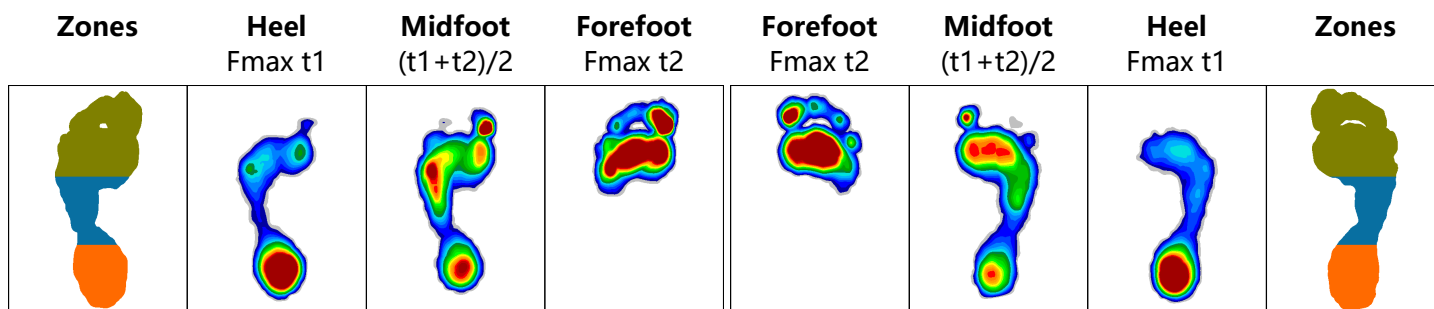 Zones Heel Midfoot Forefoot Forefoot Midfoot Heel Zones
Fmax t1 (t1+t2)/2 Fmax t2 Fmax t2 (t1+t2)/2 Fmax t1